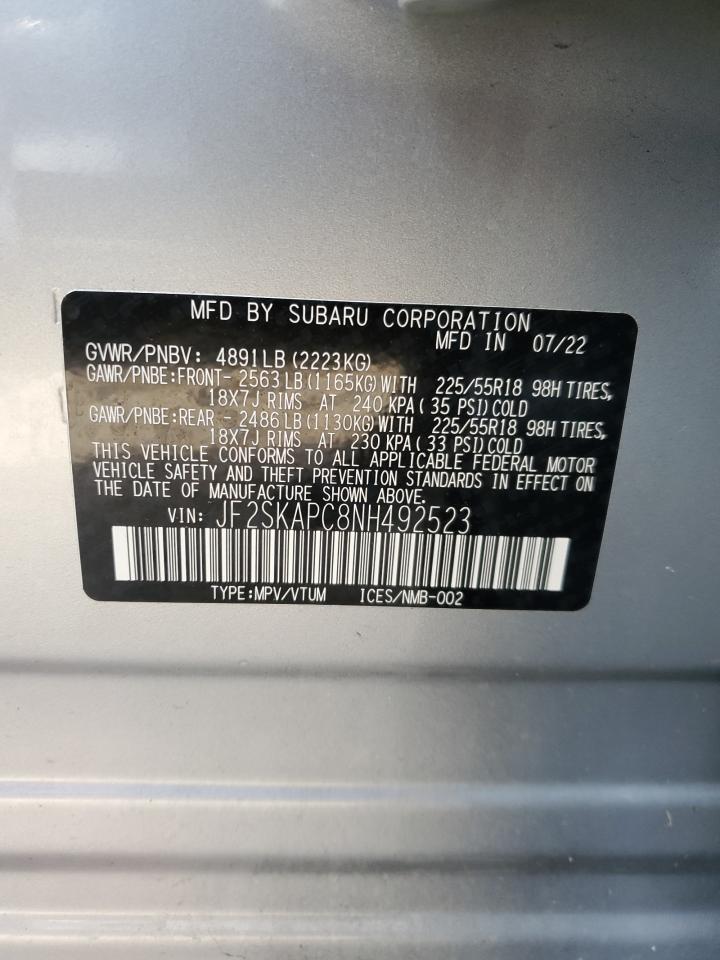 MFD BY SUBARU CORPORATION
MFD IN 07/22
GVWR/PNBV: 4891LB(2223KG)
GAWR/PNBE:FRONT- 2563LB(1165KG)WITH 225/55R18 98H TIRES,
18X7J RIMS AT 240 KPA(35 PSI)COLD
GAWR/PNBE:REAR - 2486LB(1130KG)WITH 225/55R18 98H TIRES,
18X7J RIMS AT 230 KPA(33 PSI)COLD
THIS VEHICLE CONFORMS TO ALL APPLICABLE FEDERAL MOTOR
VEHICLE SAFETY AND THEFT PREVENTION STANDARDS IN EFFECT ON
THE DATE OF MANUFACTURE SHOWN ABOVE.
VIN: JF2SKAPC8NH492523
TYPE:MPV/VTUM ICES/NMB-002